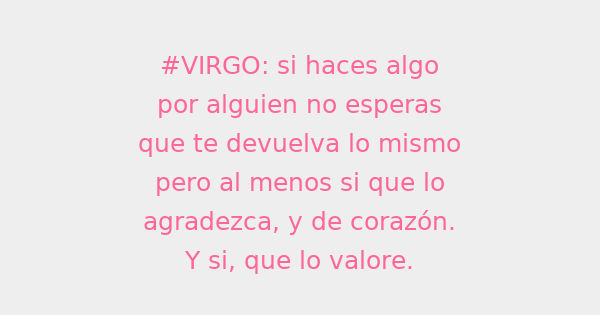 #VIRGO: si haces algo
por alguien no esperas
que te devuelva lo mismo
pero al menos si que lo
agradezca, y de corazón.
Y si, que lo valore.